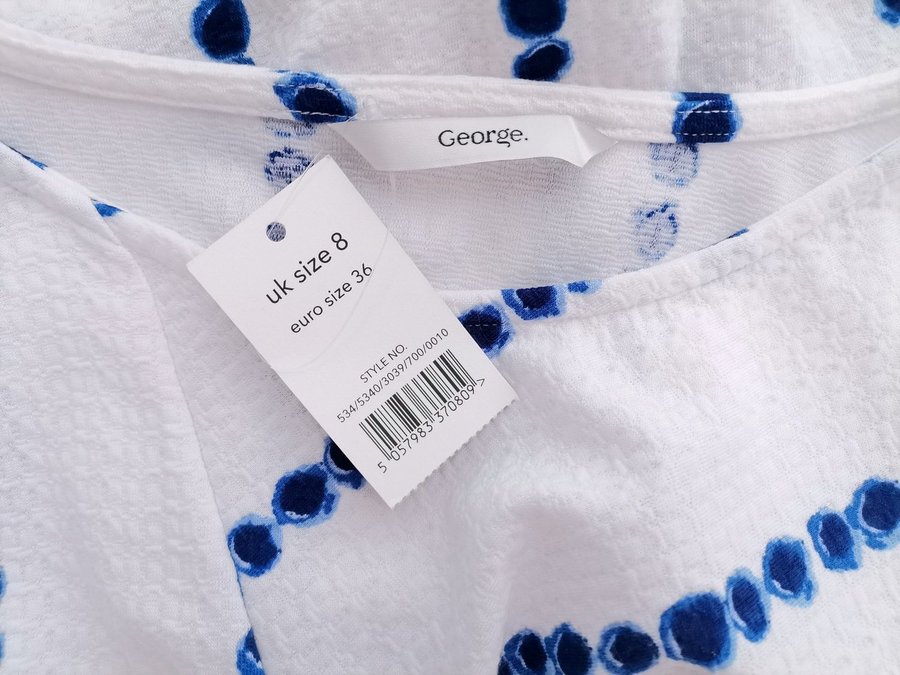 George.
uk size 8
euro size 36
STYLE NO.
534/5340/3039/700/0010
5 057983 370809 >